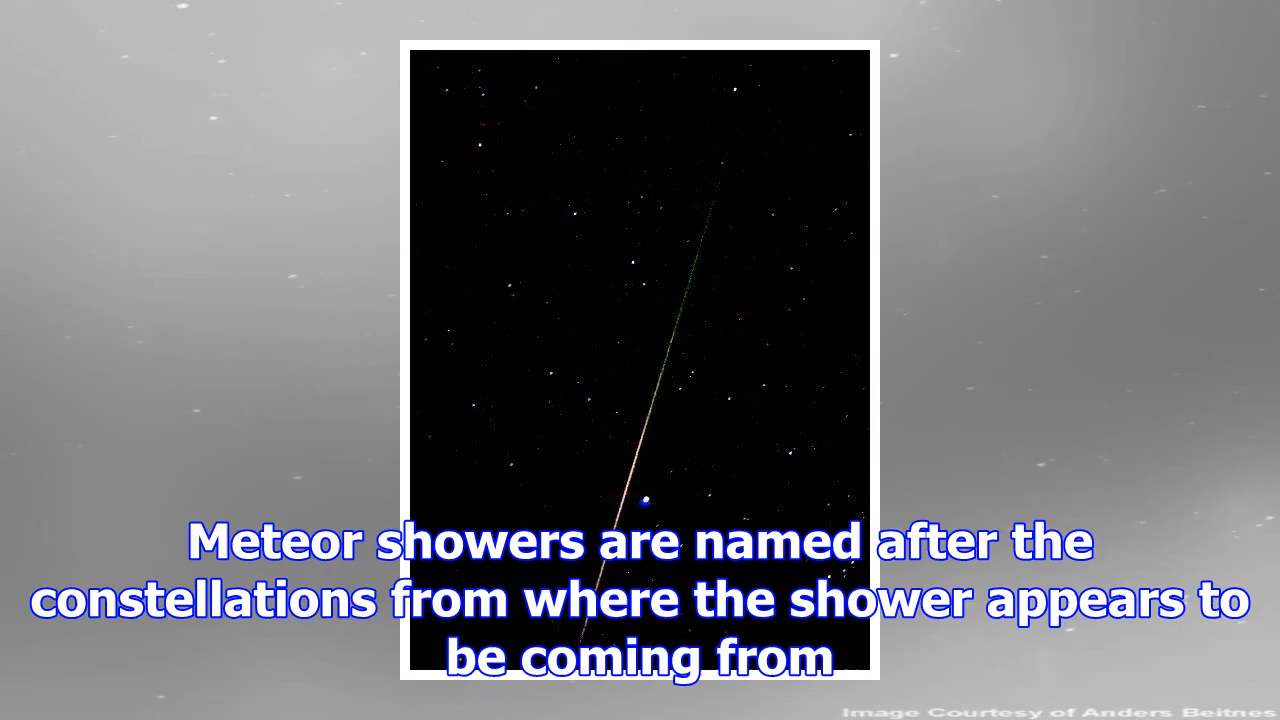 Meteor showers are named after the
constellations from where the shower appears to
be coming from
Image Courtesy of Anders Beitnes